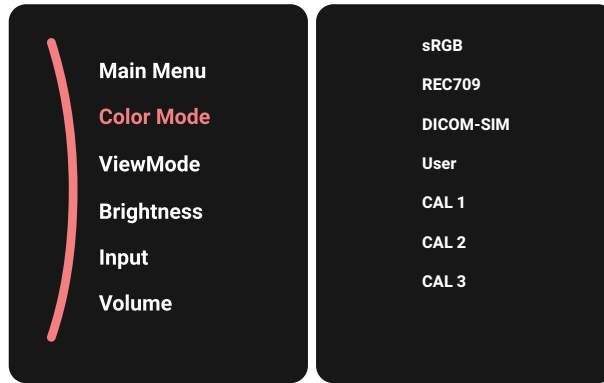 Main Menu
Color Mode
ViewMode
Brightness
Input
Volume
sRGB
REC709
DICOM-SIM
User
CAL 1
CAL 2
CAL 3